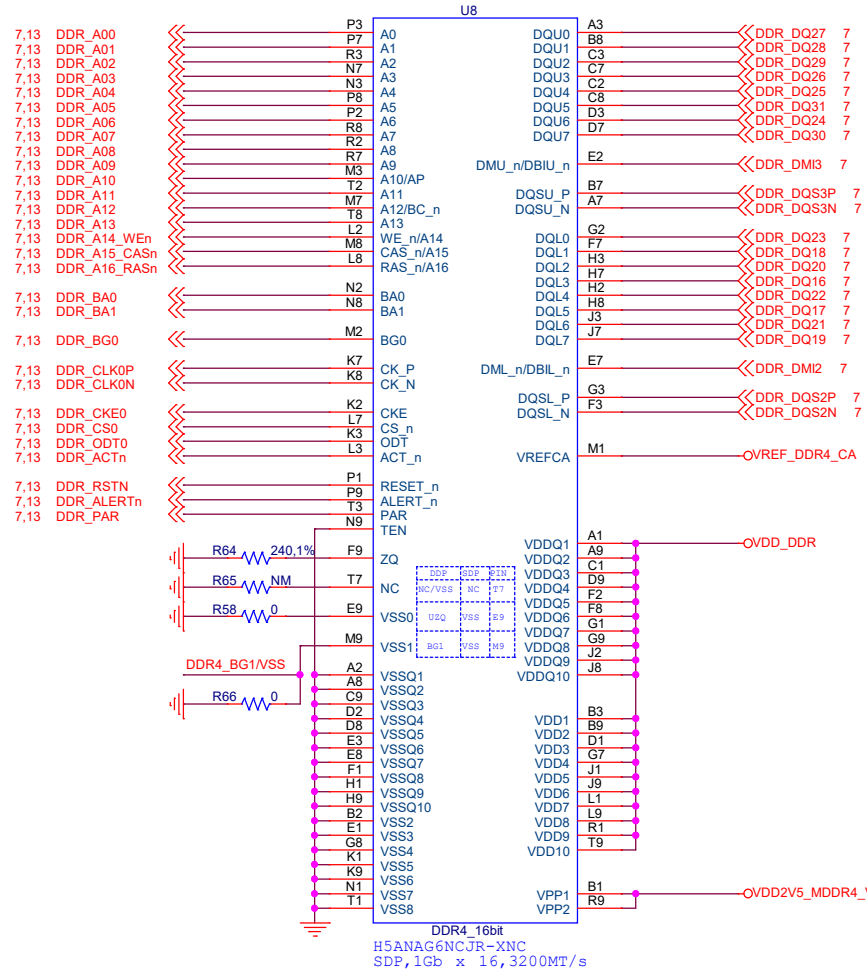 U8
7,13 DDR_A00 P3 A0 DQU0 A3 DDR_DQ27 7
7,13 DDR_A01 P7 A1 DQU1 B8 DDR_DQ28 7
7,13 DDR_A02 R3 A2 DQU2 C3 DDR_DQ29 7
7,13 DDR_A03 N7 A3 DQU3 C7 DDR_DQ26 7
7,13 DDR_A04 N3 A4 DQU4 C2 DDR_DQ25 7
7,13 DDR_A05 P8 A5 DQU5 C8 DDR_DQ31 7
7,13 DDR_A06 P2 A6 DQU6 D3 DDR_DQ24 7
7,13 DDR_A07 R8 A7 DQU7 D7 DDR_DQ30 7
7,13 DDR_A08 R2 A8
7,13 DDR_A09 R7 A9 DMU_n/DBIU_n E2 DDR_DMI3 7
7,13 DDR_A10 M3 A10/AP
7,13 DDR_A11 T2 A11 DQSU_P B7 DDR_DQS3P 7
7,13 DDR_A12 M7 A12/BC_n DQSU_N A7 DDR_DQS3N 7
7,13 DDR_A13 T8 A13
7,13 DDR_A14_WEn L2 WE_n/A14 DQL0 G2 DDR_DQ23 7
7,13 DDR_A15_CASn M8 CAS_n/A15 DQL1 F7 DDR_DQ18 7
7,13 DDR_A16_RASn L8 RAS_n/A16 DQL2 H3 DDR_DQ20 7
DQL3 H7 DDR_DQ16 7
7,13 DDR_BA0 N2 BA0 DQL4 H2 DDR_DQ22 7
7,13 DDR_BA1 N8 BA1 DQL5 H8 DDR_DQ17 7
DQL6 J3 DDR_DQ21 7
7,13 DDR_BG0 M2 BG0 DQL7 J7 DDR_DQ19 7
7,13 DDR_CLK0P K7 CK_P DML_n/DBIL_n E7 DDR_DMI2 7
7,13 DDR_CLK0N K8 CK_N
DQSL_P G3 DDR_DQS2P 7
7,13 DDR_CKE0 K2 CKE DQSL_N F3 DDR_DQS2N 7
7,13 DDR_CS0 L7 CS_n
7,13 DDR_ODT0 K3 ODT
7,13 DDR_ACTn L3 ACT_n VREFCA M1 VREF_DDR4_CA
7,13 DDR_RSTN P1 RESET_n
7,13 DDR_ALERTn P9 ALERT_n
7,13 DDR_PAR T3 PAR
N9 TEN
VDDQ1 A1 VDD_DDR
R64 240,1% F9 ZQ VDDQ2 A9
VDDQ3 C1
DDP SDP PIN
R65 NM T7 NC NC/VSS NC T7 VDDQ4 D9
VDDQ5 F2
R58 0 E9 VSS0 UZQ VSS E9 VDDQ6 F8
VDDQ7 G1
M9 VSS1 BG1 VSS M9 VDDQ8 G9
VDDQ9 J2
DDR4_BG1/VSS
A2 VSSQ1 VDDQ10 J8
A8 VSSQ2
R66 0 C9 VSSQ3
D2 VSSQ4 VDD1 B3
D8 VSSQ5 VDD2 B9
E3 VSSQ6 VDD3 D1
E8 VSSQ7 VDD4 G7
F1 VSSQ8 VDD5 J1
H1 VSSQ9 VDD6 J9
H9 VSSQ10 VDD7 L1
B2 VSS2 VDD8 L9
E1 VSS3 VDD9 R1
G8 VSS4 VDD10 T9
K1 VSS5
K9 VSS6
N1 VSS7 VPP1 B1 VDD2V5_MDDR4_
T1 VSS8 VPP2 R9
DDR4_16bit
H5ANAG6NCJR-XNC
SDP,1Gb x 16,3200MT/s